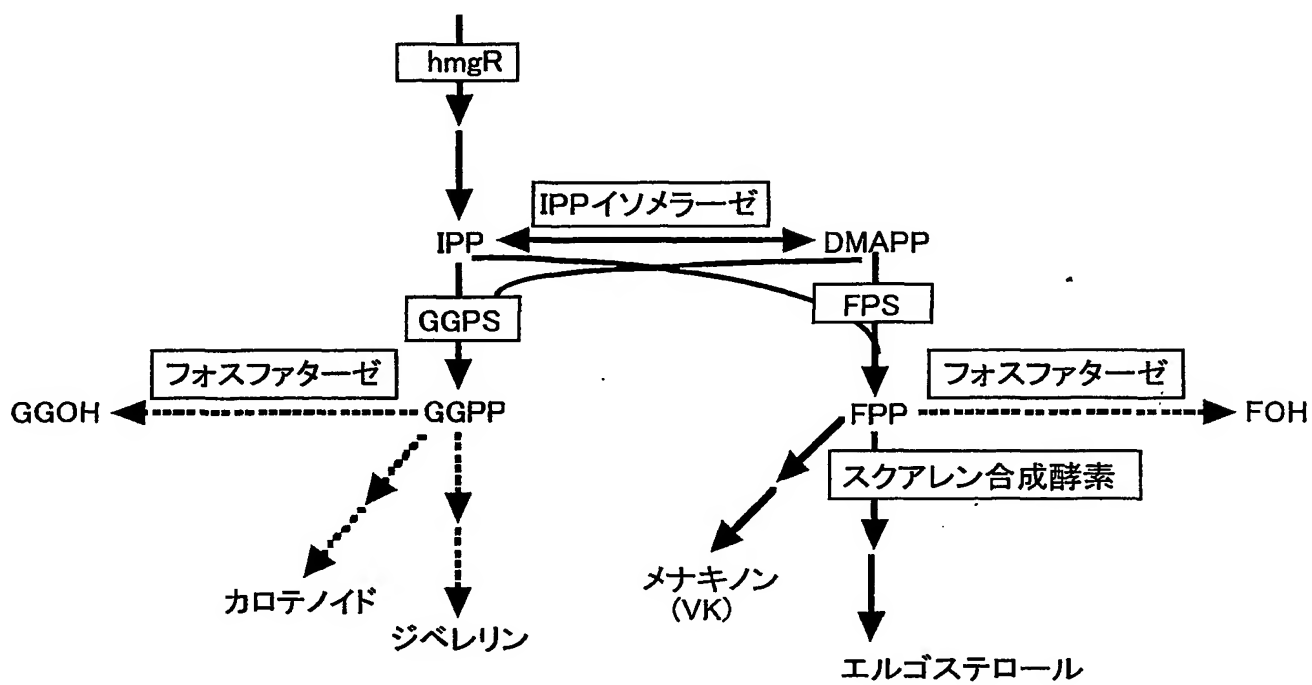 hmgR
IPPイソメラーゼ
IPP
DMAPP
GGPS
FPS
フォスファターゼ
フォスファターゼ
GGOH
GGPP
FPP
FOH
スクアレン合成酵素
カロテノイド
ジベレリン
メナキノン
(VK)
エルゴステロール